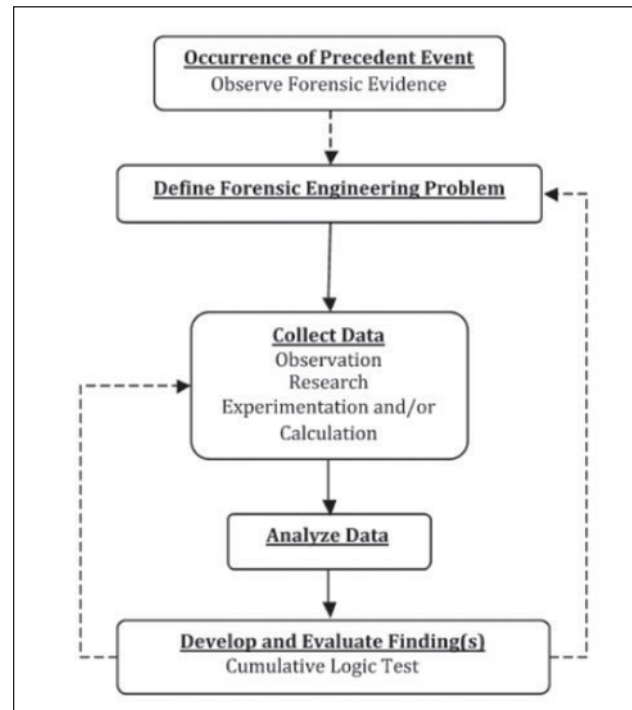 Occurrence of Precedent Event
Observe Forensic Evidence
Define Forensic Engineering Problem
Collect Data
Observation
Research
Experimentation and/or
Calculation
Analyze Data
Develop and Evaluate Finding(s)
Cumulative Logic Test